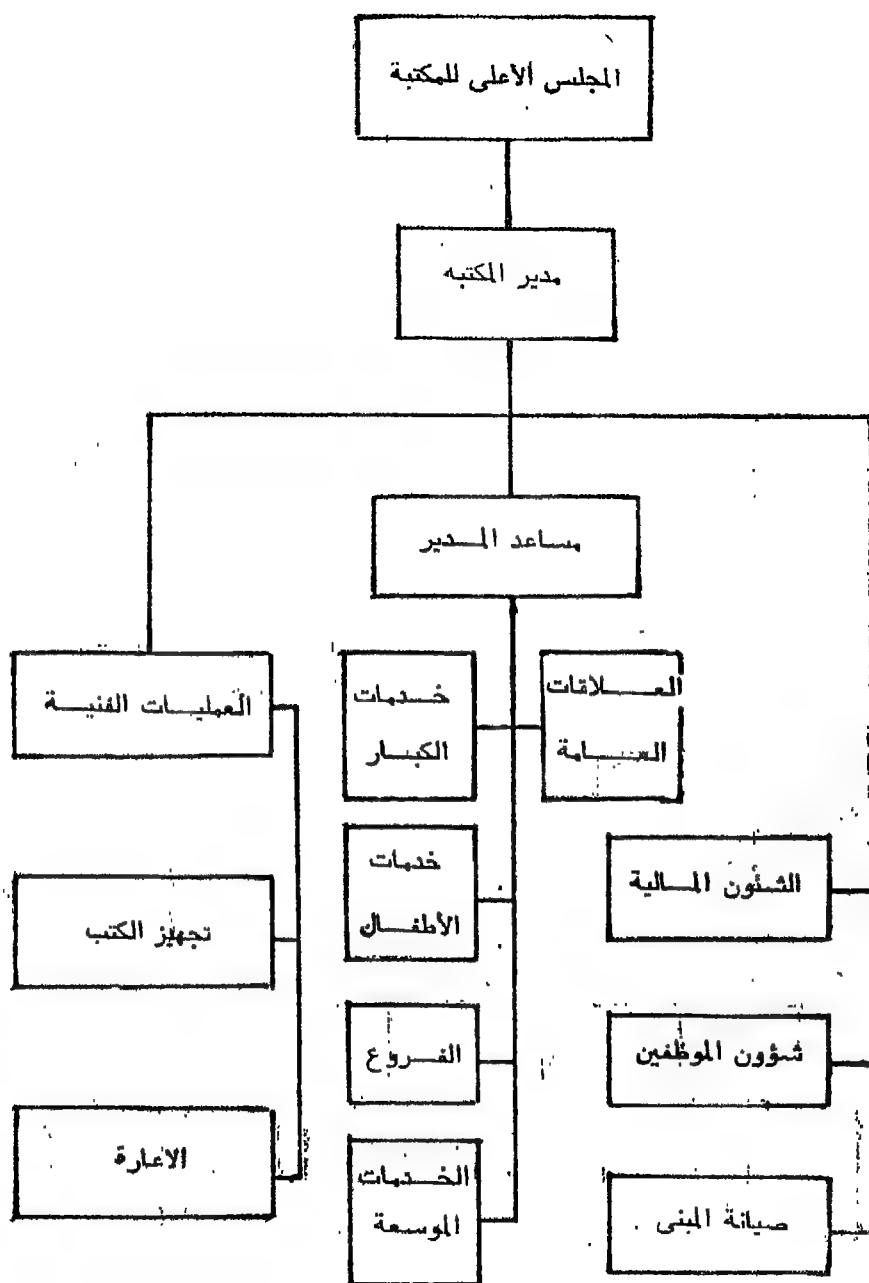 المجلس الأعلى للمكتبة
مدير المكتبه
مساعد المدير
العلاقات
العامة
خدمات
الكبار
العمليات الفنية
خدمات
الأطفال
الشئون المالية
تجهيز الكتب
الفروع
شؤون الموظفين
الاعارة
الخدمات
الموسعة
صيانة المبنى